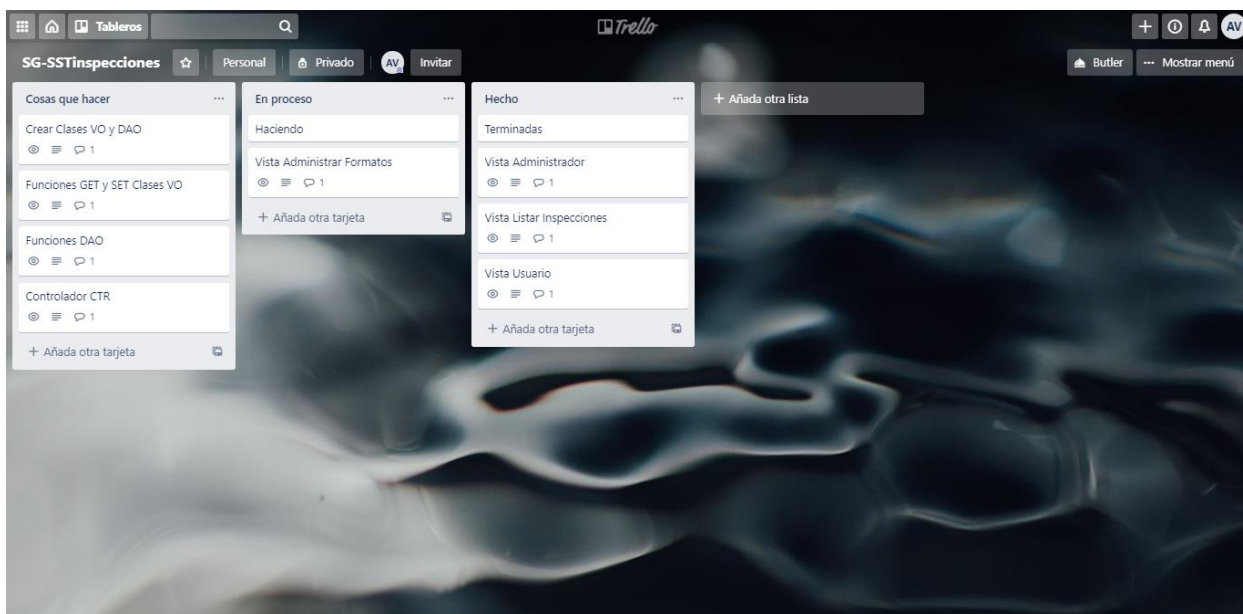 Tableros
Trello
AV
SG-SSTinspecciones
Personal
Privado
AV
Invitar
Butler
Mostrar menú
Cosas que hacer
Crear Clases VO y DAO
1
Funciones GET y SET Clases VO
1
Funciones DAO
1
Controlador CTR
1
+ Añada otra tarjeta
En proceso
Haciendo
Vista Administrar Formatos
1
+ Añada otra tarjeta
Hecho
Terminadas
Vista Administrador
1
Vista Listar Inspecciones
1
Vista Usuario
1
+ Añada otra tarjeta
+ Añada otra lista